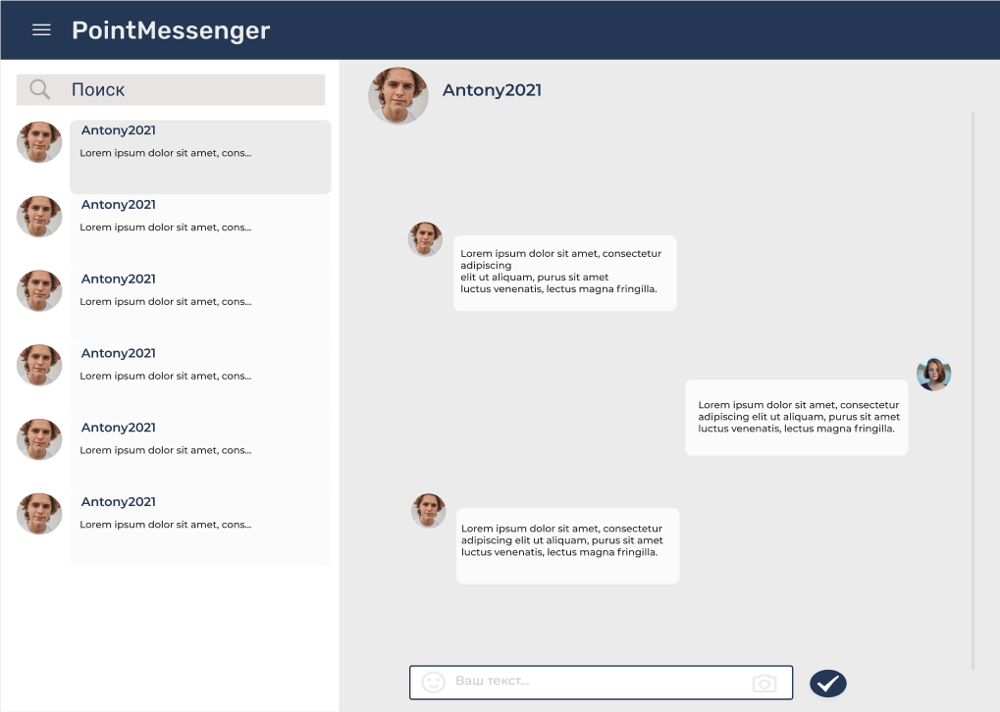 PointMessenger
Поиск
Antony2021
Lorem ipsum dolor sit amet, cons...
Antony2021
Lorem ipsum dolor sit amet, cons...
Antony2021
Lorem ipsum dolor sit amet, cons...
Antony2021
Lorem ipsum dolor sit amet, cons...
Antony2021
Lorem ipsum dolor sit amet, cons...
Antony2021
Lorem ipsum dolor sit amet, cons...
Antony2021
Lorem ipsum dolor sit amet, consectetur
adipiscing
elit ut aliquam, purus sit amet
luctus venenatis, lectus magna fringilla.
Lorem ipsum dolor sit amet, consectetur
adipiscing elit ut aliquam, purus sit amet
luctus venenatis, lectus magna fringilla.
Lorem ipsum dolor sit amet, consectetur
adipiscing elit ut aliquam, purus sit amet
luctus venenatis, lectus magna fringilla.
Ваш текст...